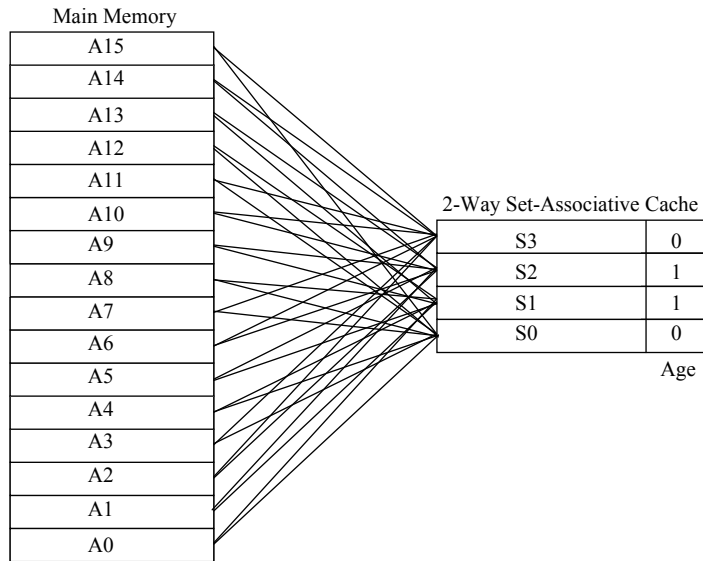 Main Memory
A15
A14
A13
A12
A11
A10
A9
A8
A7
A6
A5
A4
A3
A2
A1
A0
2-Way Set-Associative Cache
S3 0
S2 1
S1 1
S0 0
Age